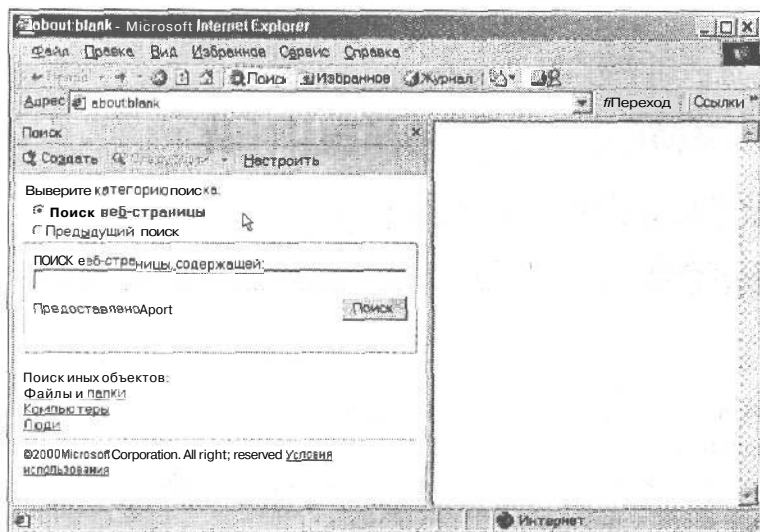 about:blank - Microsoft Internet Explorer
Файл Правка Вид Избранное Сервис Справка
Поиск Избранное Журнал
Адрес about:blank Переход Ссылки »
Поиск
Создать Настроить
Выверите категорию поиска:
Поиск веб-страницы
Предыдущий поиск
ПОИСК веб-страницы, содержащей:
Предоставлено Aport Поиск
Поиск иных объектов:
Файлы и папки
Компьютеры
Люди
©2000 Microsoft Corporation. All right; reserved Условия
использования
Интернет